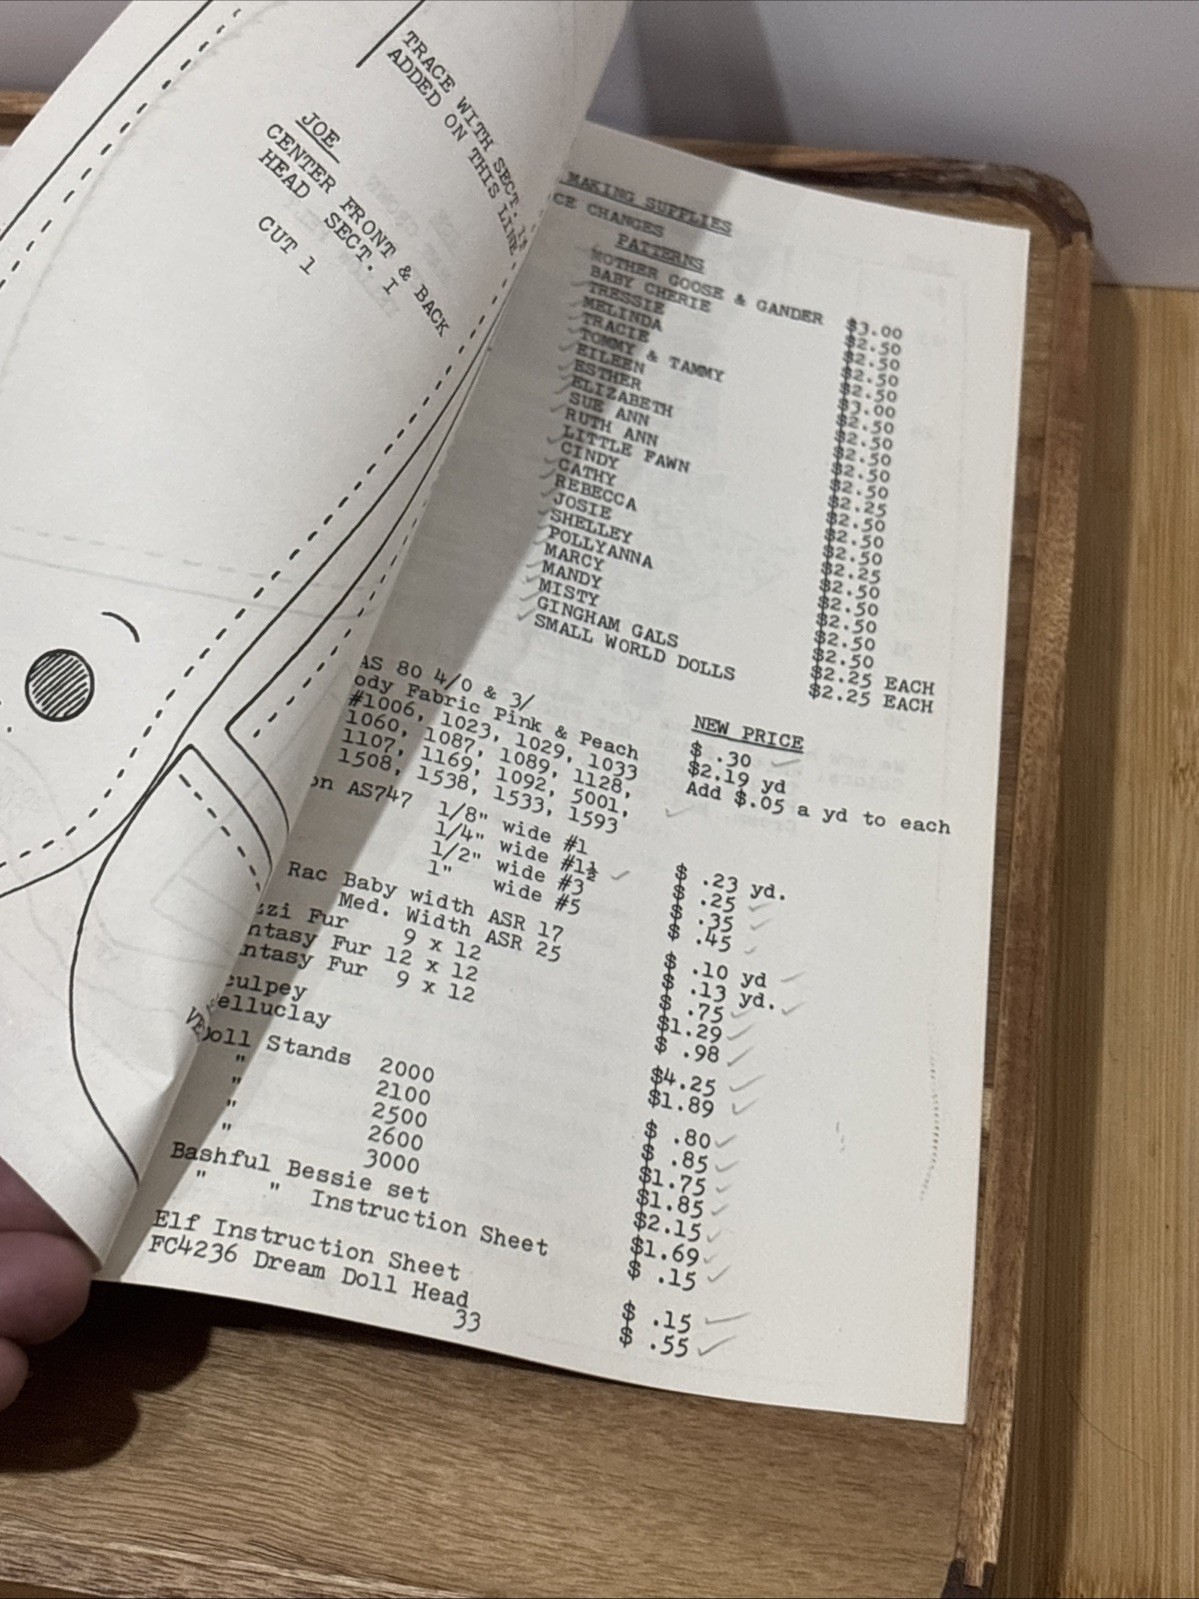 TRACE WITH SECT. 1
ADDED ON THIS LINE
JOE
CENTER FRONT & BACK
HEAD SECT. I
CUT 1
MAKING SUPPLIES
CE CHANGES
PATTERNS
MOTHER GOOSE & GANDER $3.00
BABY CHERIE $2.50
TRESSIE $2.50
MELINDA $2.50
TRACIE $2.50
TOMMY & TAMMY $3.00
EILEEN $2.50
ESTHER $2.50
ELIZABETH $2.50
SUE ANN $2.50
RUTH ANN $2.50
LITTLE FAWN $2.25
CINDY $2.50
CATHY $2.50
REBECCA $2.50
JOSIE $2.25
SHELLEY $2.50
POLLYANNA $2.50
MARCY $2.50
MANDY $2.50
MISTY $2.50
GINGHAM GALS $2.25 EACH
SMALL WORLD DOLLS $2.25 EACH
NEW PRICE
AS 80 4/0 & 3/ $ .30
ody Fabric Pink & Peach $2.19 yd
#1006, 1023, 1029, 1033 Add $.05 a yd to each
1060, 1087, 1089, 1128,
1107, 1169, 1092, 5001,
1508, 1538, 1533, 1593
on AS747 1/8" wide #1 $ .23 yd.
1/4" wide #1½ $ .25
1/2" wide #3 $ .35
1" wide #5 $ .45
Rac Baby width ASR 17 $ .10 yd
Med. Width ASR 25 $ .13 yd.
zzi Fur 9 x 12 $ .75
ntasy Fur 12 x 12 $1.29
ntasy Fur 9 x 12 $ .98
culpey $4.25
elluclay $1.89
Doll Stands 2000 $ .80
" 2100 $ .85
" 2500 $1.75
" 2600 $1.85
" 3000 $2.15
Bashful Bessie set $1.69
" " Instruction Sheet $ .15
Elf Instruction Sheet $ .15
FC4236 Dream Doll Head $ .55
33